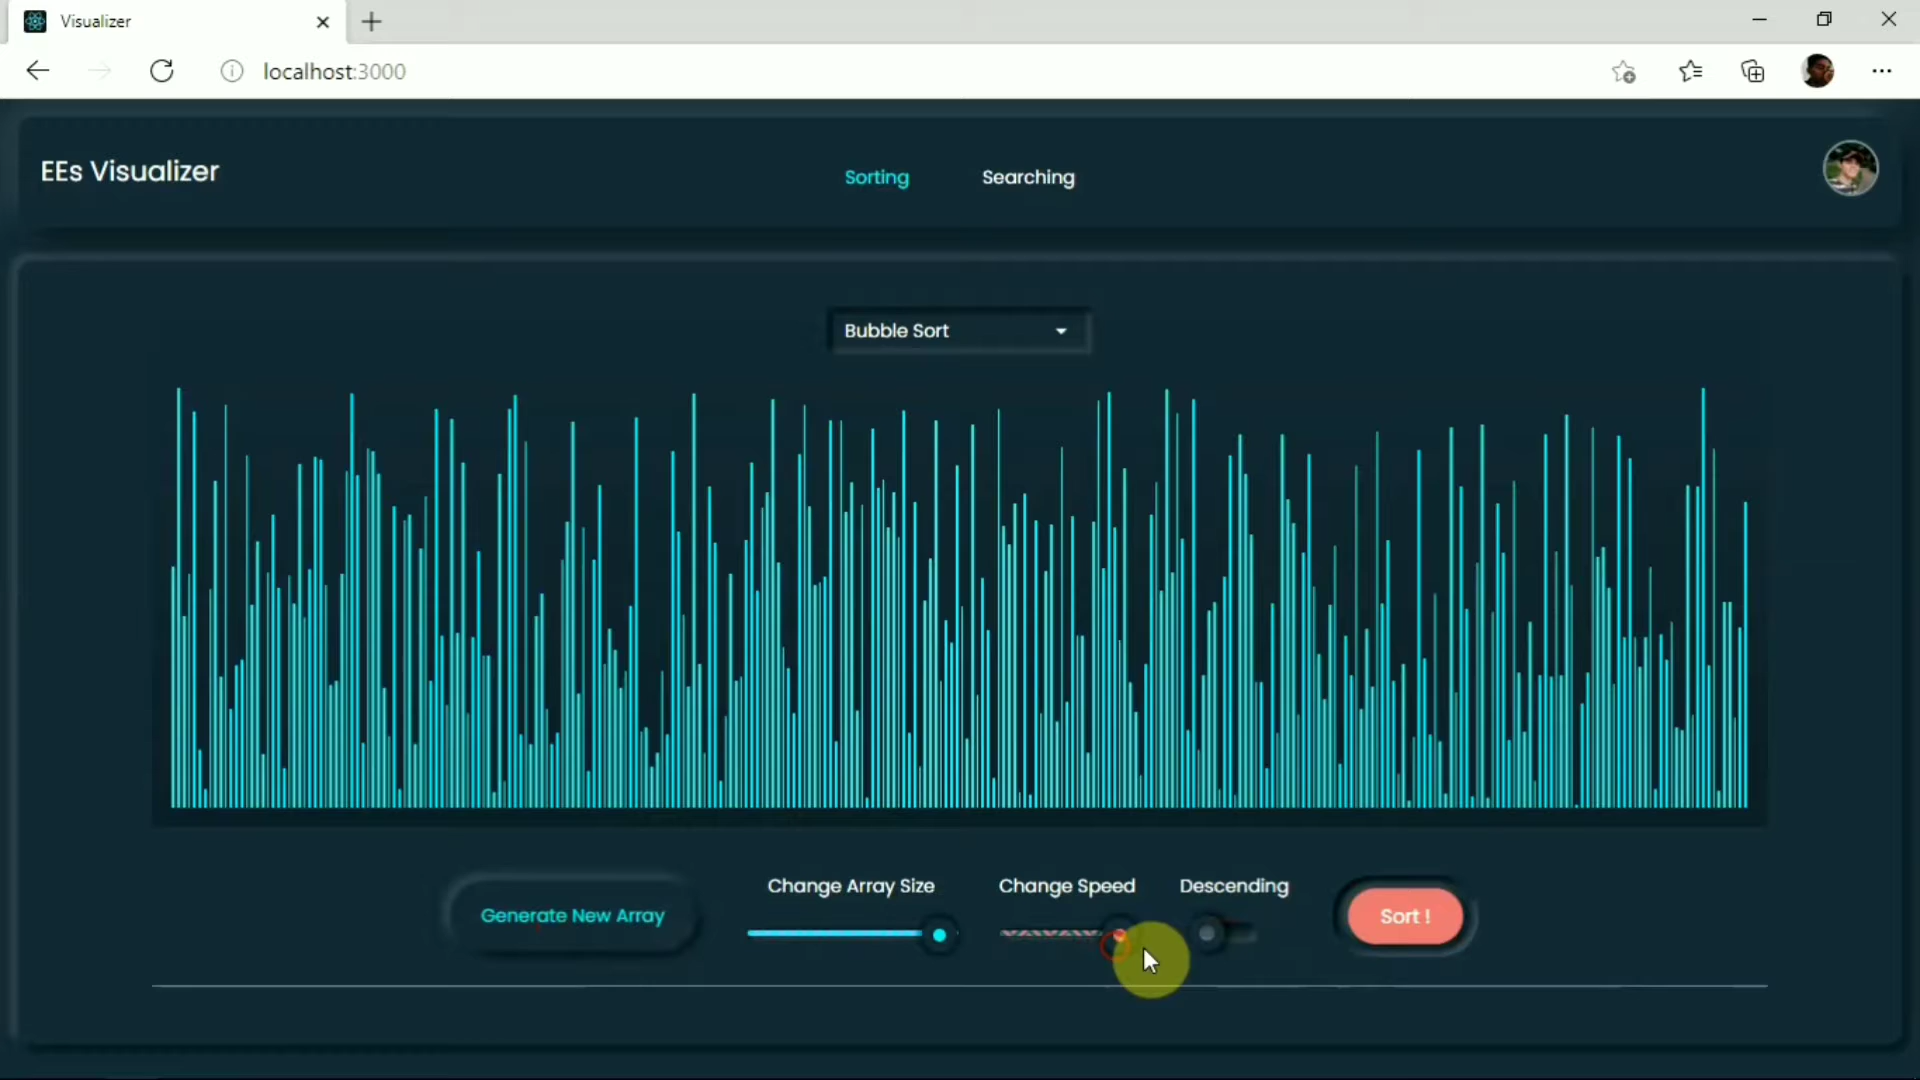 Visualizer
localhost:3000
EEs Visualizer
Sorting
Searching
Bubble Sort
Change Array Size
Change Speed
Descending
Generate New Array
Sort !